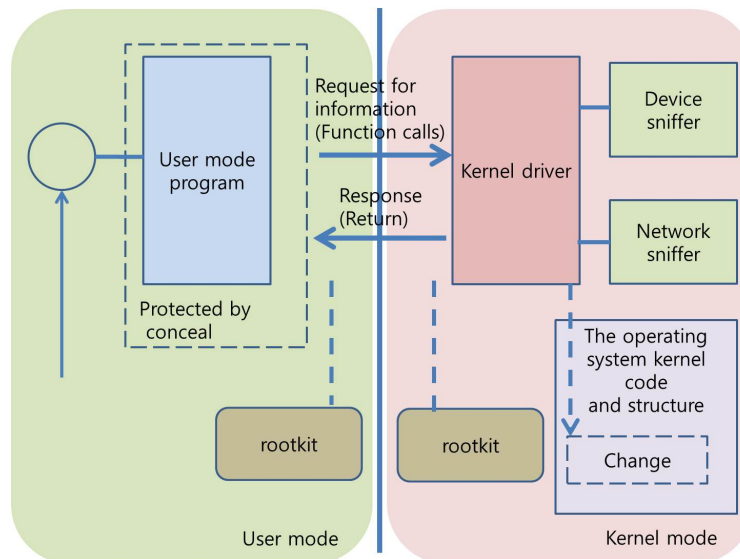 User mode
program
Protected by
conceal
Request for
information
(Function calls)
Response
(Return)
Kernel driver
Device
sniffer
Network
sniffer
The operating
system kernel
code
and structure
Change
rootkit
rootkit
User mode
Kernel mode